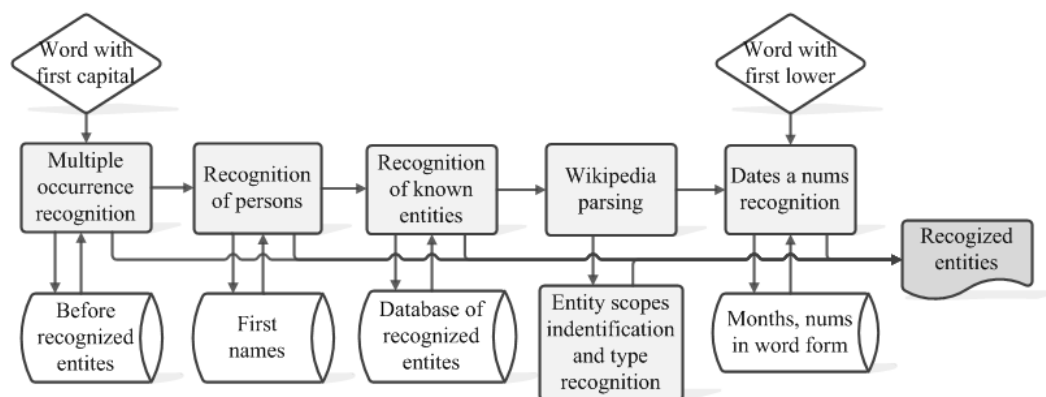 Word with
first capital
Word with
first lower
Multiple
occurrence
recognition
Recognition
of persons
Recognition
of known
entities
Wikipedia
parsing
Dates a nums
recognition
Recogized
entities
Before
recognized
entites
First
names
Database of
recognized
entites
Entity scopes
indentification
and type
recognition
Months, nums
in word form